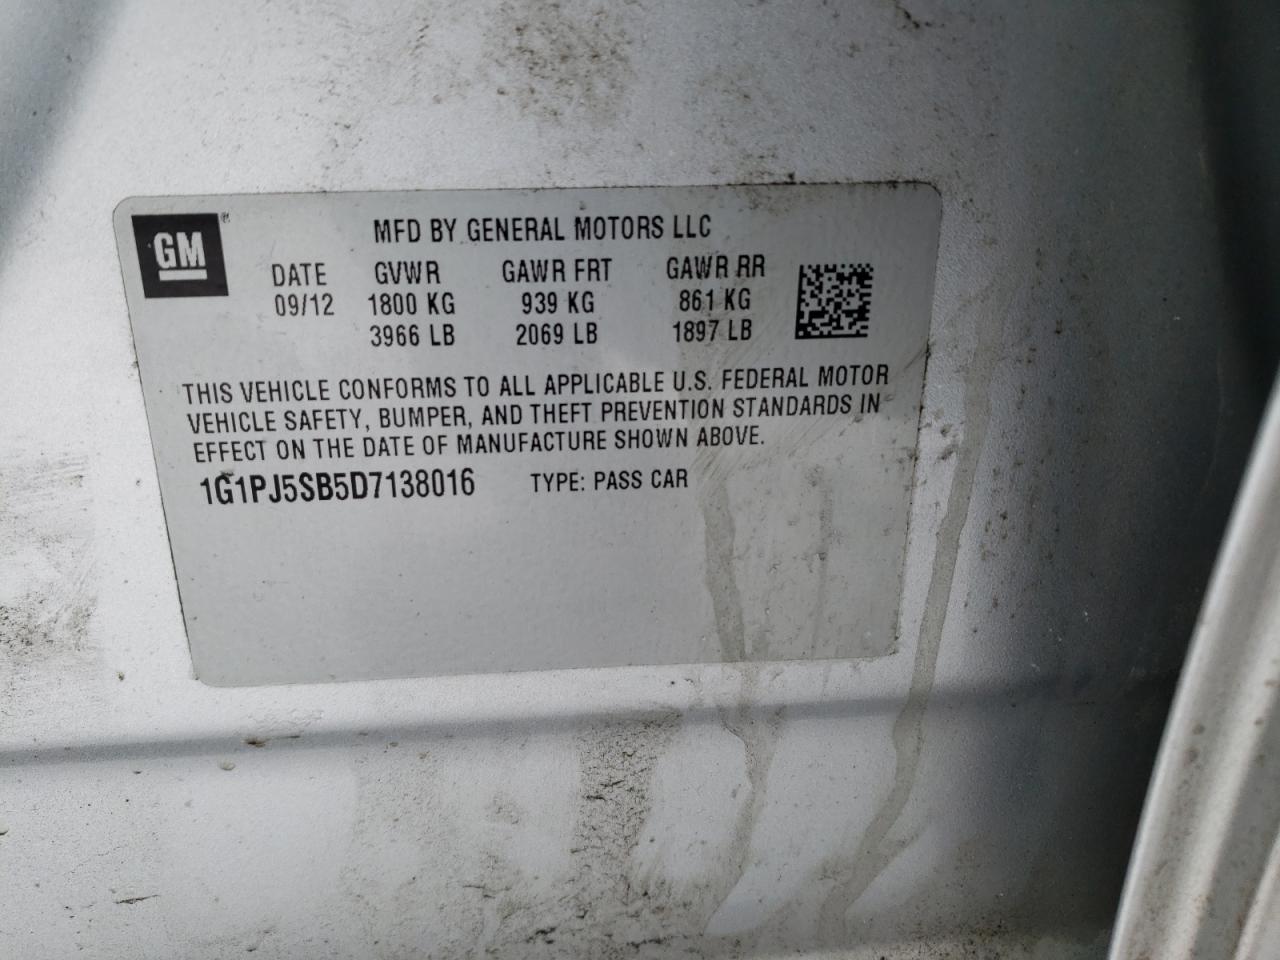 GM®
MFD BY GENERAL MOTORS LLC
DATE GVWR GAWR FRT GAWR RR
09/12 1800 KG 939 KG 861 KG
3966 LB 2069 LB 1897 LB
THIS VEHICLE CONFORMS TO ALL APPLICABLE U.S. FEDERAL MOTOR
VEHICLE SAFETY, BUMPER, AND THEFT PREVENTION STANDARDS IN
EFFECT ON THE DATE OF MANUFACTURE SHOWN ABOVE.
1G1PJ5SB5D7138016 TYPE: PASS CAR